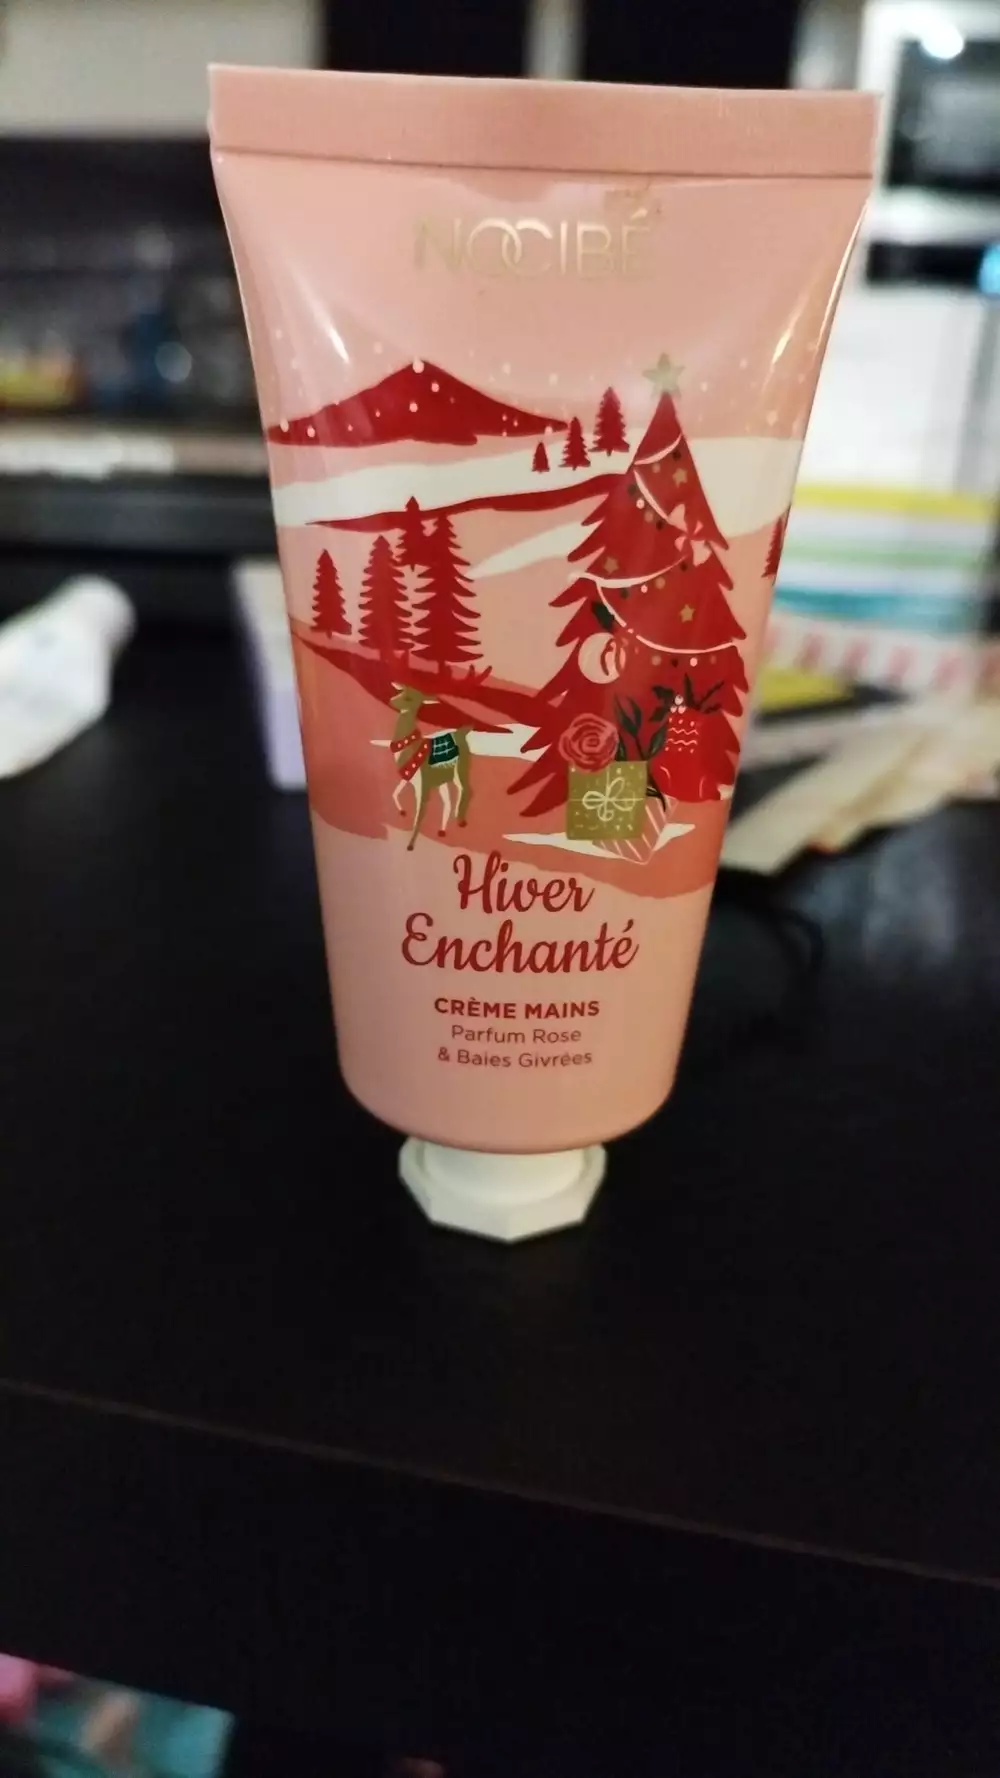 NOCIBÉ
Hiver
Enchanté
CRÈME MAINS
Parfum Rose
& Baies Givrées